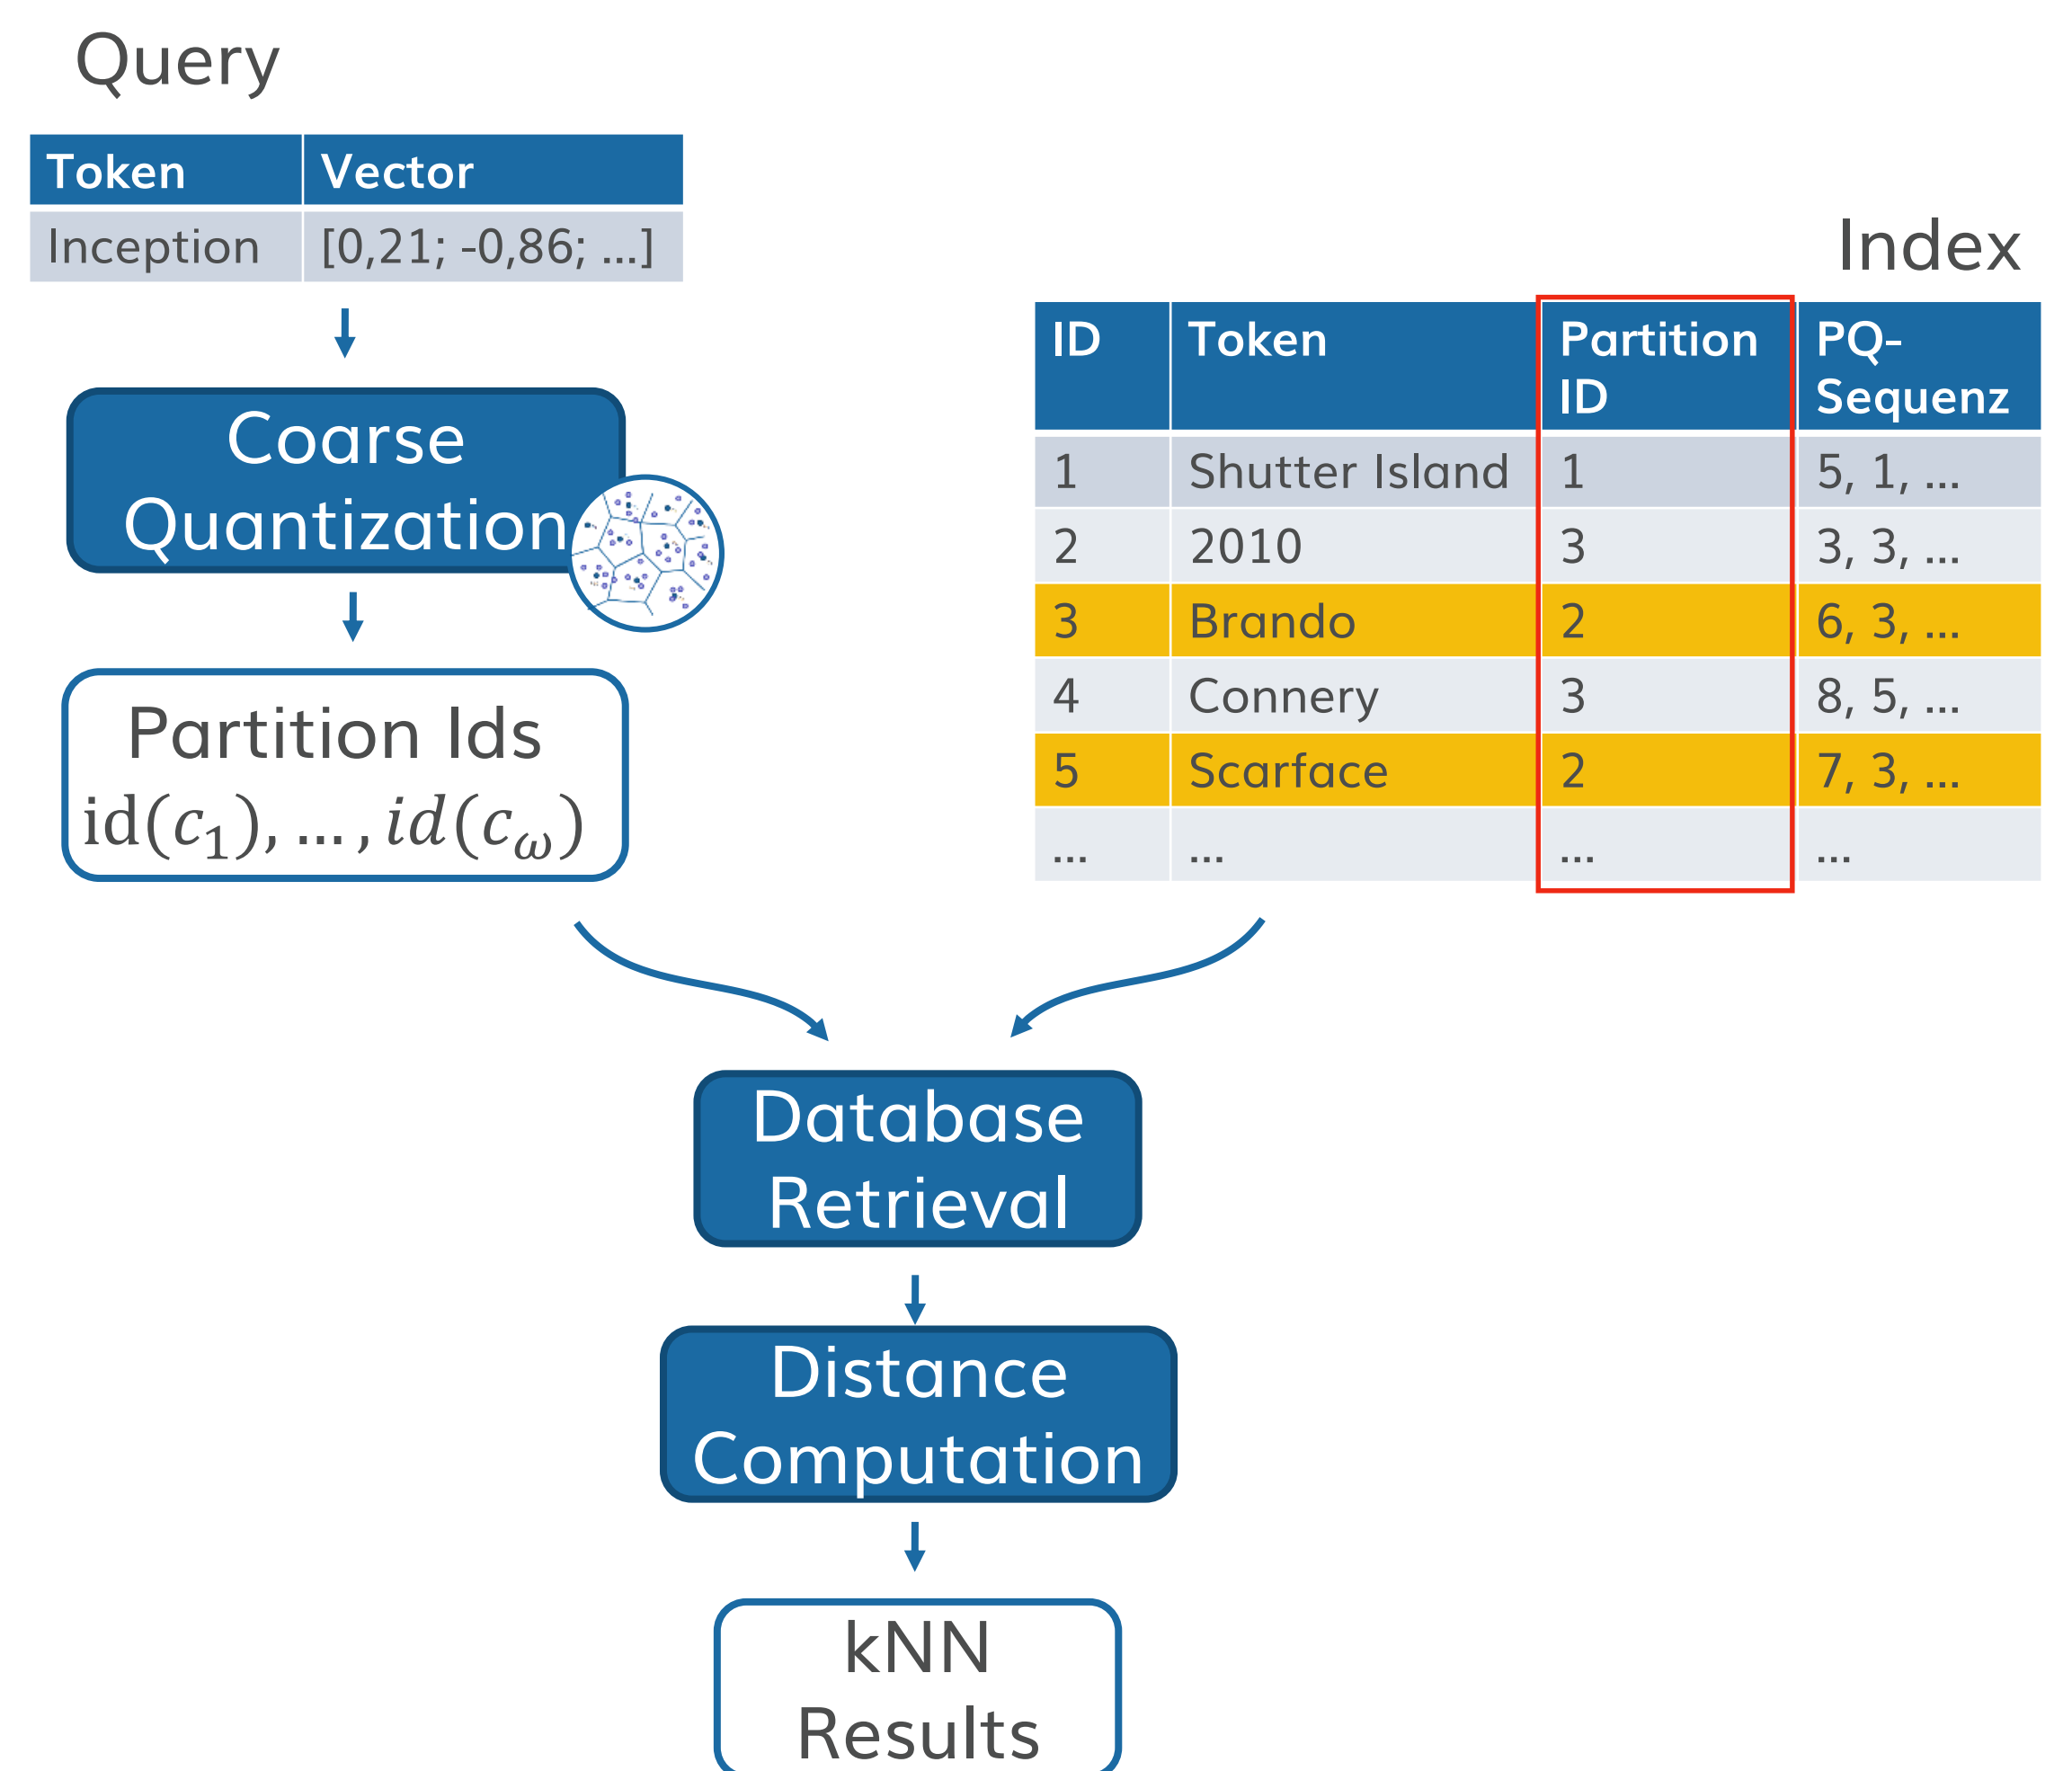 Query
Token Vector
Inception [0,21; -0,86; ...]
Coarse
Quantization
Partition Ids
id(c₁), … , id(c_ω)
Index
ID Token Partition ID PQ-Sequenz
1 Shutter Island 1 5, 1, ...
2 2010 3 3, 3, ...
3 Brando 2 6, 3, ...
4 Connery 3 8, 5, ...
5 Scarface 2 7, 3, ...
... ... ... ...
Database
Retrieval
Distance
Computation
kNN
Results